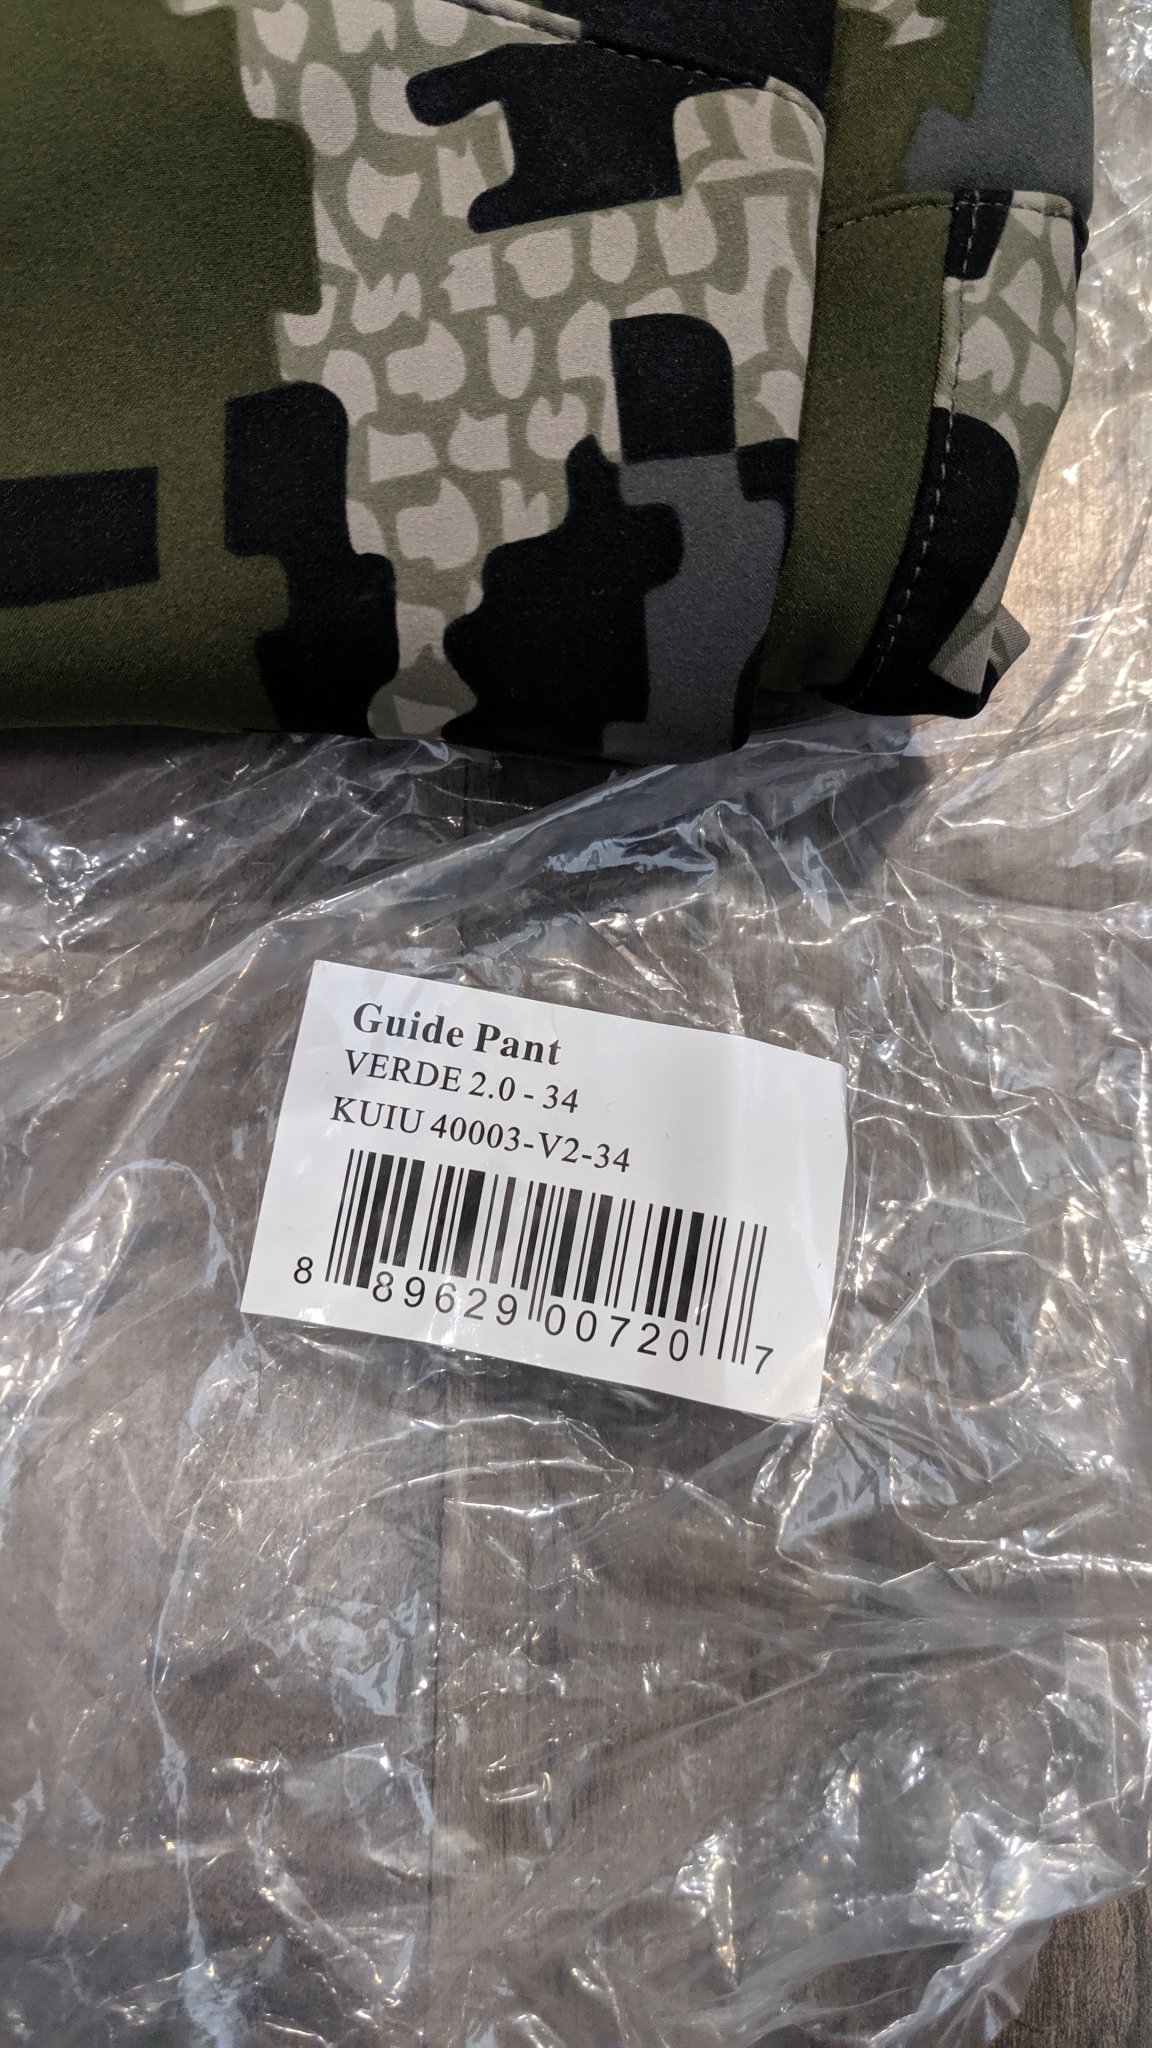 Guide Pant
VERDE 2.0 - 34
KUIU 40003-V2-34
8 89629 00720 7